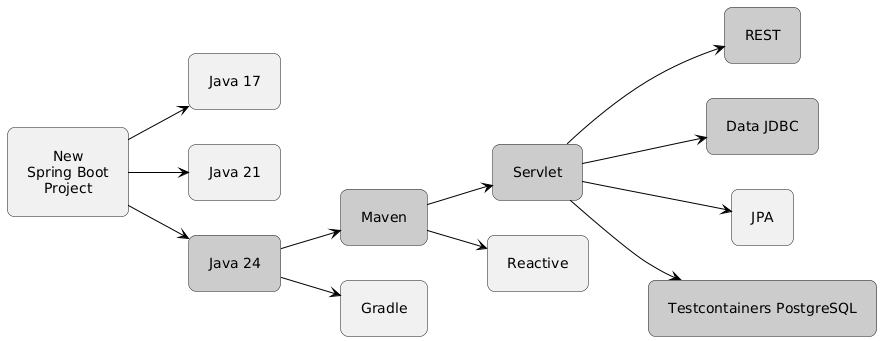 New
Spring Boot
Project
Java 17
Java 21
Java 24
Maven
Gradle
Servlet
Reactive
REST
Data JDBC
JPA
Testcontainers PostgreSQL